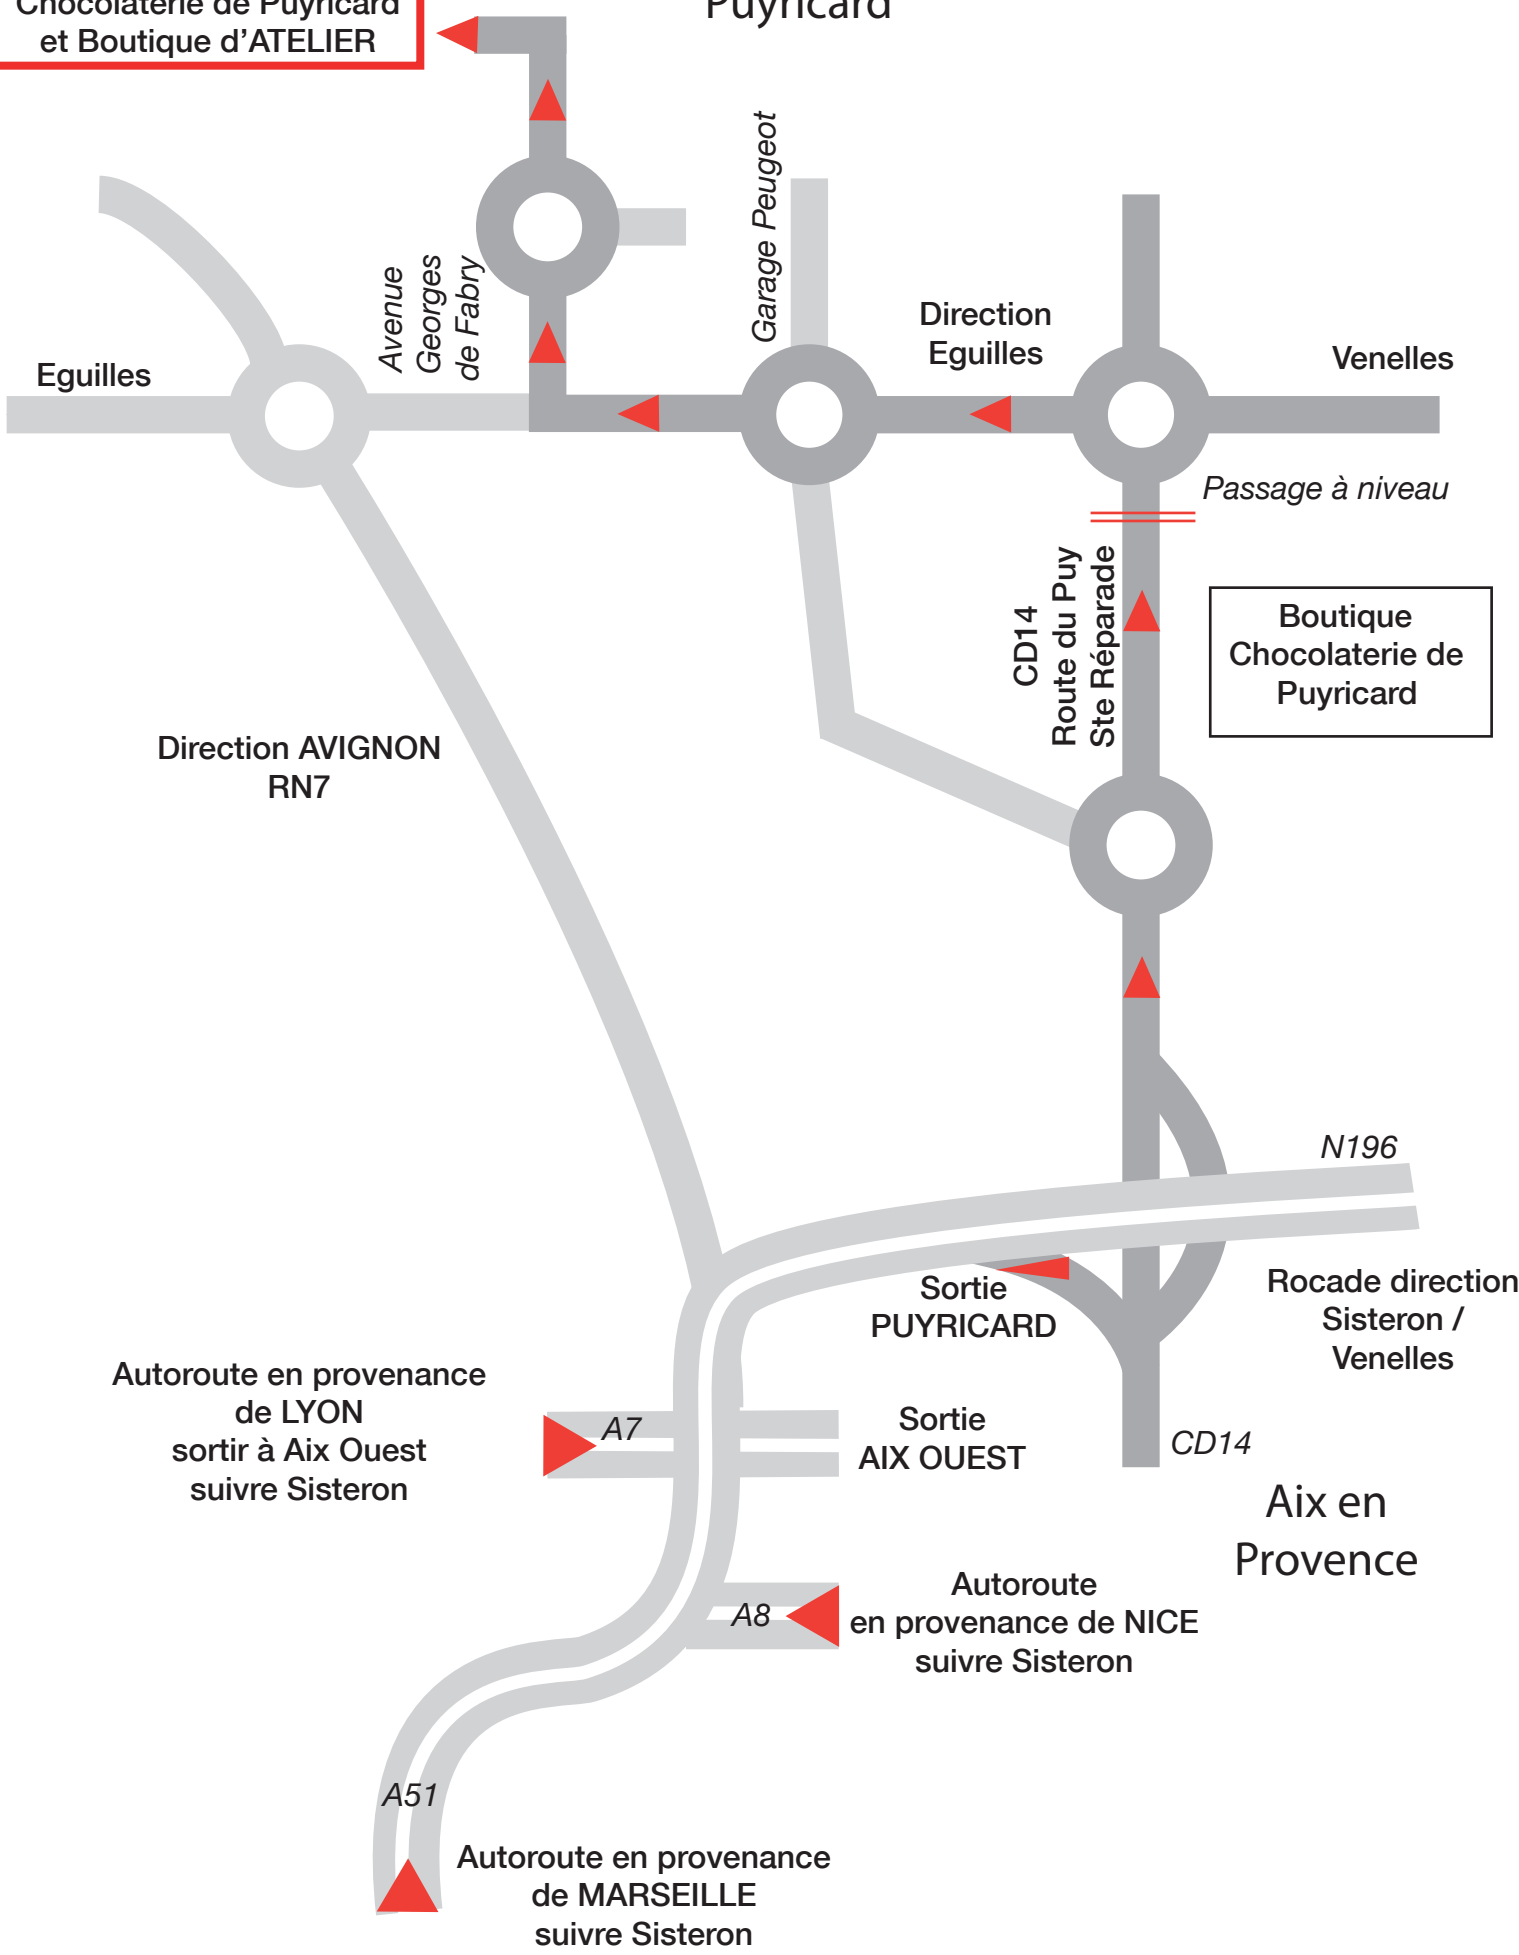 Chocolaterie de Puyricard
et Boutique d'ATELIER
Puyricard
Garage Peugeot
Avenue
Georges
de Fabry
Direction
Eguilles
Venelles
Eguilles
Passage à niveau
CD14
Route du Puy
Ste Réparade
Boutique
Chocolaterie de
Puyricard
Direction AVIGNON
RN7
N196
Sortie
PUYRICARD
Rocade direction
Sisteron /
Venelles
Autoroute en provenance
de LYON
sortir à Aix Ouest
suivre Sisteron
A7
Sortie
AIX OUEST
CD14
Aix en
Provence
A8
Autoroute
en provenance de NICE
suivre Sisteron
A51
Autoroute en provenance
de MARSEILLE
suivre Sisteron